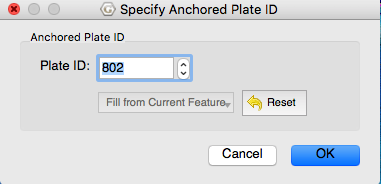 Specify Anchored Plate ID
Anchored Plate ID
Plate ID: 802
Fill from Current Feature
Reset
Cancel OK